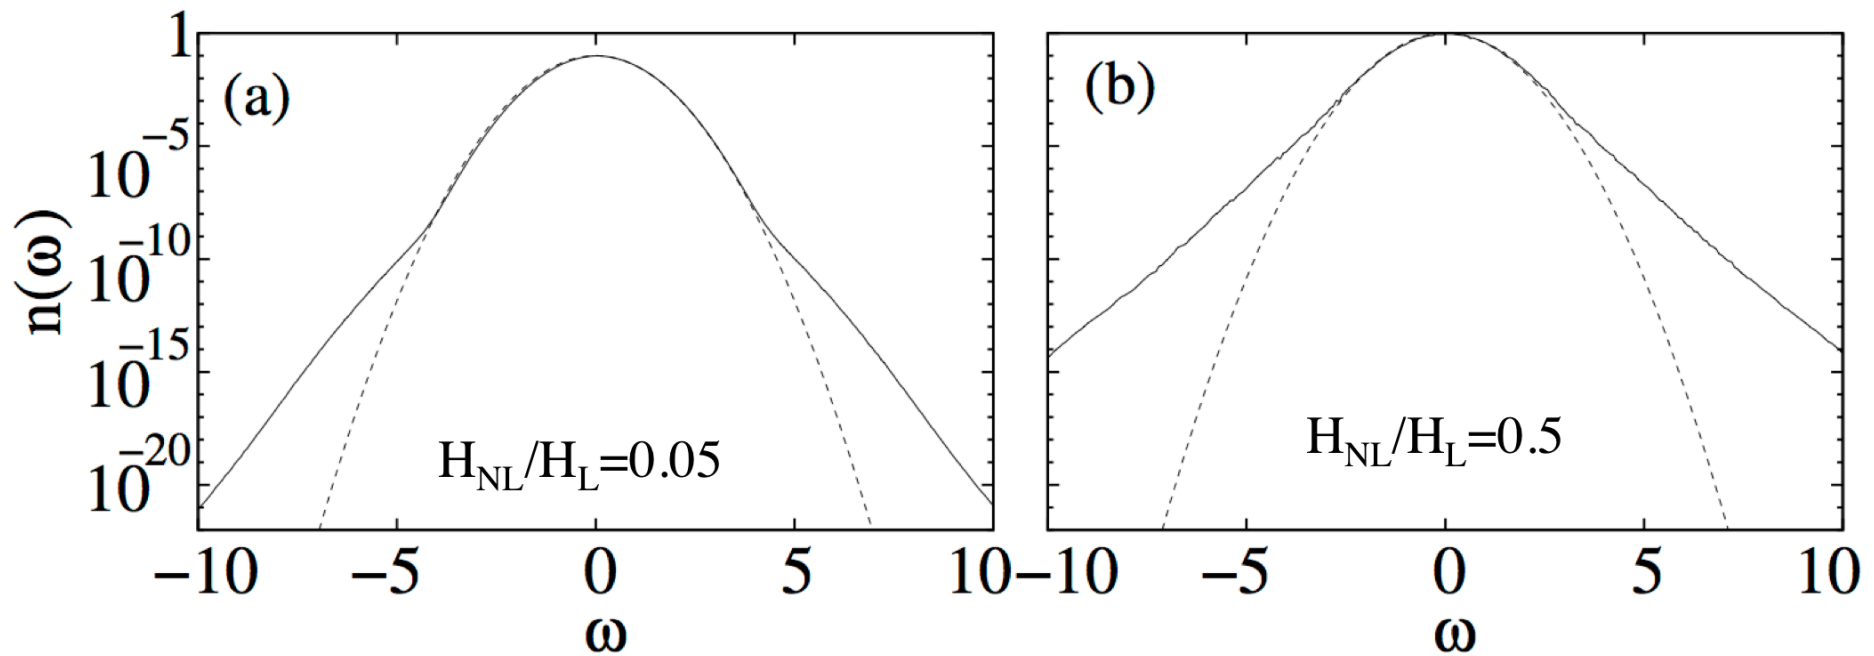 1
(a)
(b)
10⁻⁵
10⁻¹⁰
10⁻¹⁵
10⁻²⁰
n(ω)
H_NL/H_L=0.05
H_NL/H_L=0.5
−10 −5 0 5 10 −10 −5 0 5 10
ω ω